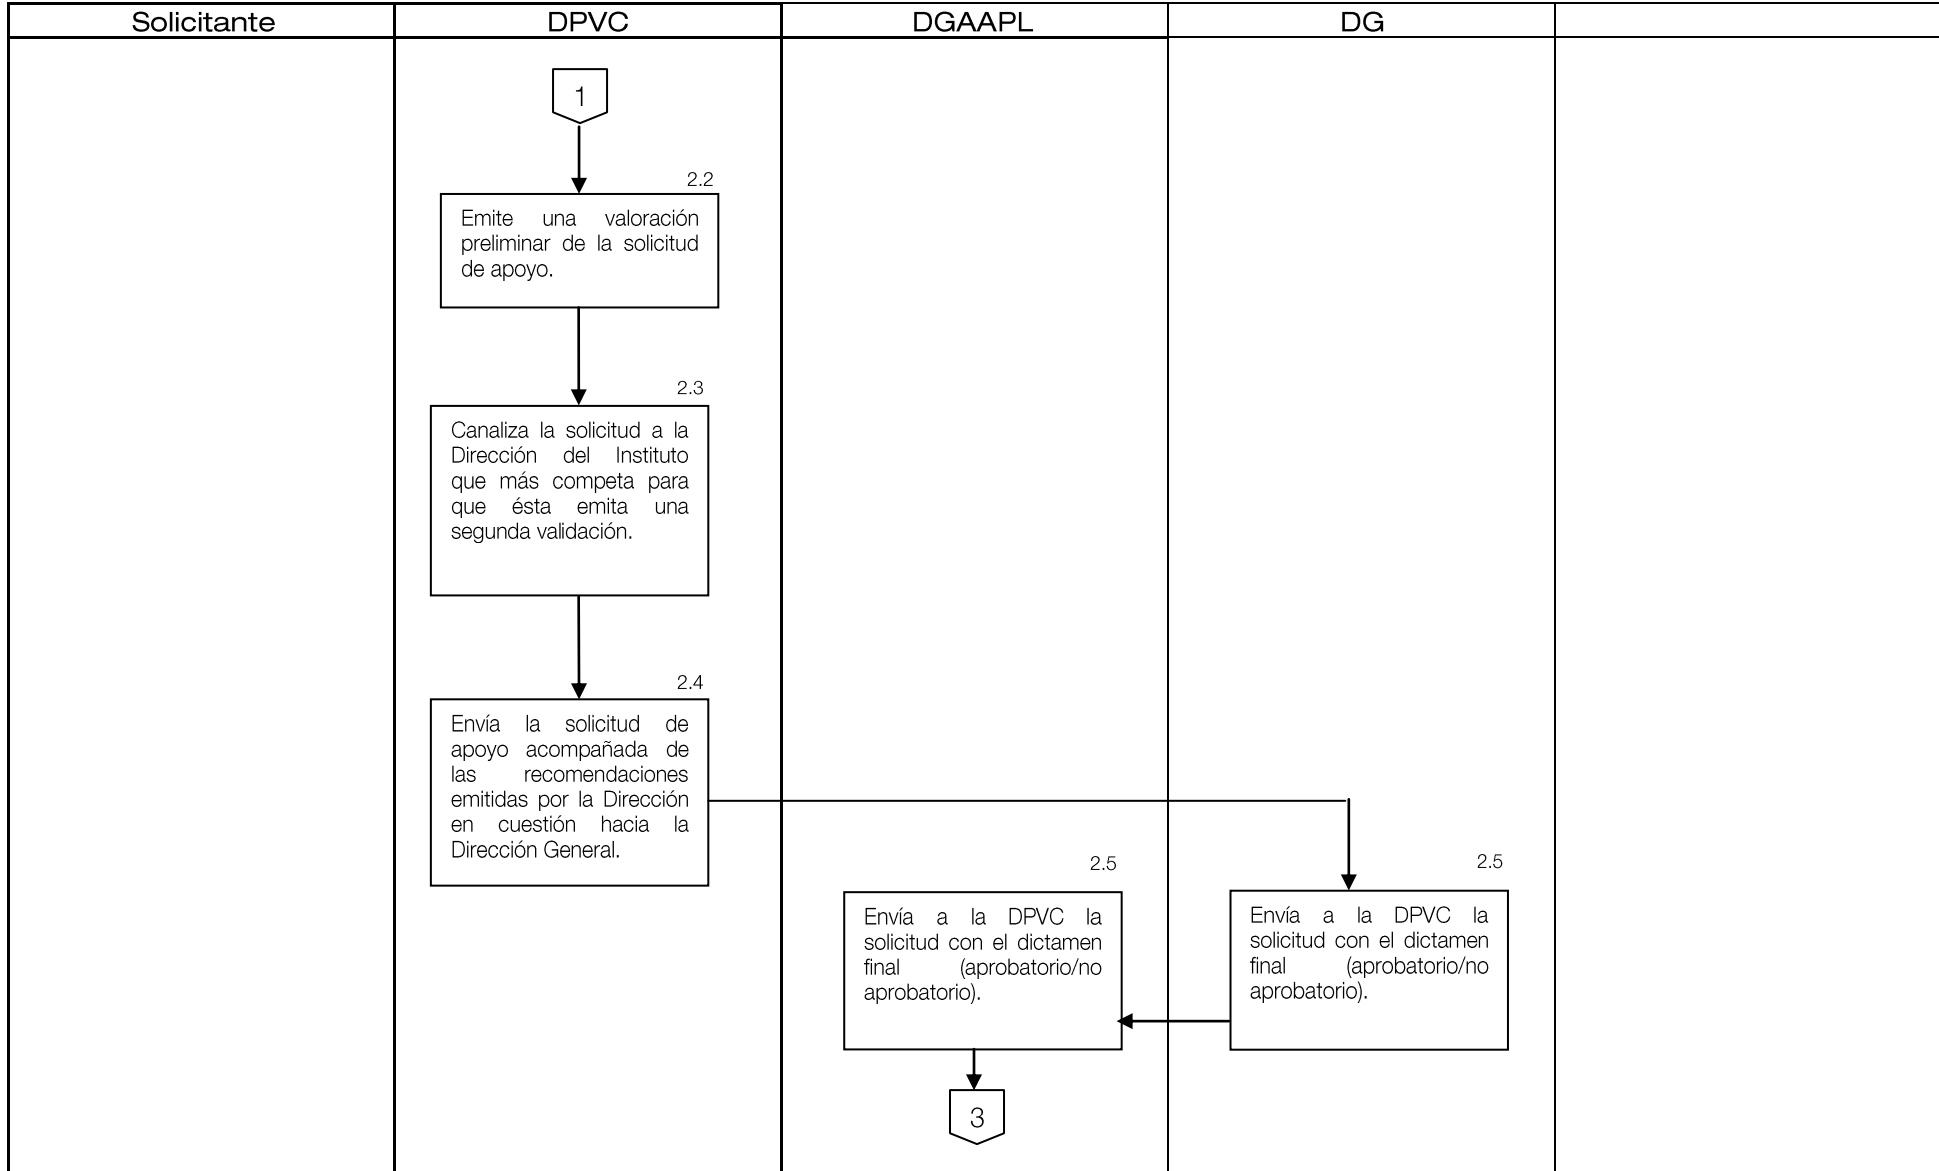 Solicitante
DPVC
DGAAPL
DG
1
2.2
Emite una valoración
preliminar de la solicitud
de apoyo.
2.3
Canaliza la solicitud a la
Dirección del Instituto
que más competa para
que ésta emita una
segunda validación.
2.4
Envía la solicitud de
apoyo acompañada de
las recomendaciones
emitidas por la Dirección
en cuestión hacia la
Dirección General.
2.5
Envía a la DPVC la
solicitud con el dictamen
final (aprobatorio/no
aprobatorio).
2.5
Envía a la DPVC la
solicitud con el dictamen
final (aprobatorio/no
aprobatorio).
3